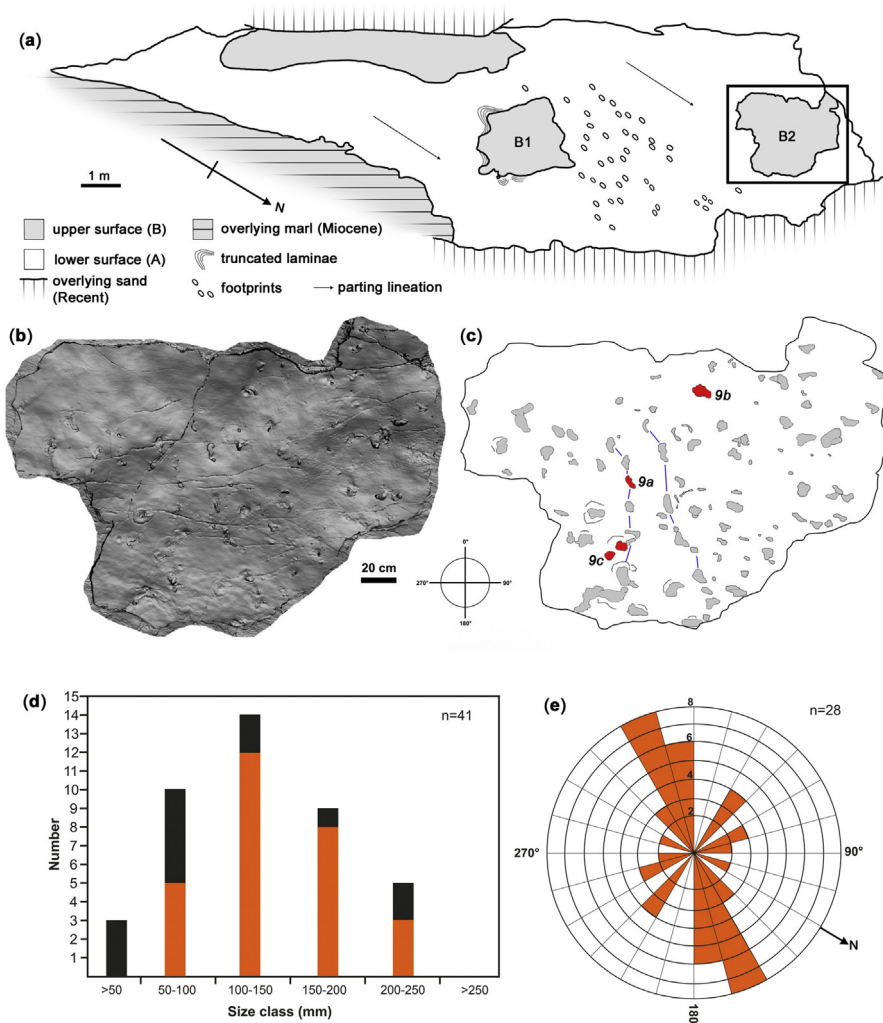 (a)
B1
B2
1 m
N
upper surface (B)
overlying marl (Miocene)
lower surface (A)
truncated laminae
overlying sand
(Recent)
footprints
parting lineation
(b)
(c)
9b
9a
9c
20 cm
0°
270°
90°
180°
(d)
n=41
15
14
13
12
11
10
9
8
7
6
5
4
3
2
1
Number
>50
50-100
100-150
150-200
200-250
>250
Size class (mm)
(e)
n=28
8
6
4
2
270°
90°
N
180